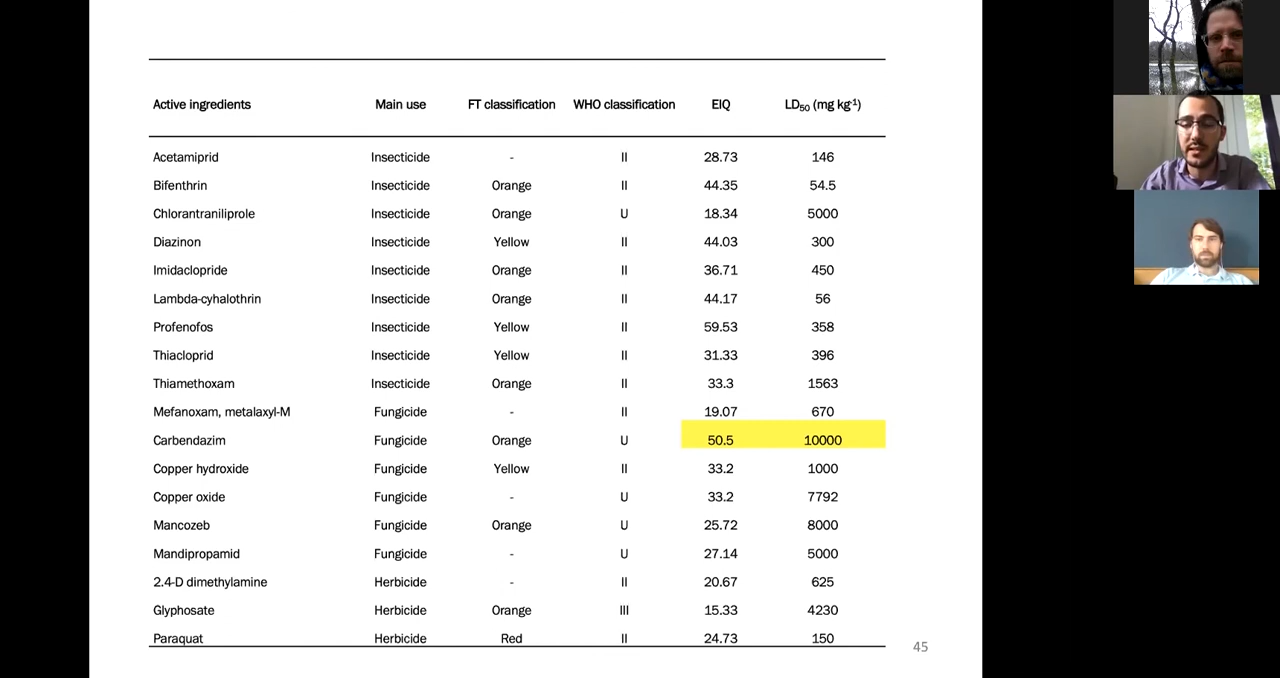 Active ingredients Main use FT classification WHO classification EIQ LD50 (mg kg-1)
Acetamiprid Insecticide - II 28.73 146
Bifenthrin Insecticide Orange II 44.35 54.5
Chlorantraniliprole Insecticide Orange U 18.34 5000
Diazinon Insecticide Yellow II 44.03 300
Imidaclopride Insecticide Orange II 36.71 450
Lambda-cyhalothrin Insecticide Orange II 44.17 56
Profenofos Insecticide Yellow II 59.53 358
Thiacloprid Insecticide Yellow II 31.33 396
Thiamethoxam Insecticide Orange II 33.3 1563
Mefanoxam, metalaxyl-M Fungicide - II 19.07 670
Carbendazim Fungicide Orange U 50.5 10000
Copper hydroxide Fungicide Yellow II 33.2 1000
Copper oxide Fungicide - U 33.2 7792
Mancozeb Fungicide Orange U 25.72 8000
Mandipropamid Fungicide - U 27.14 5000
2.4-D dimethylamine Herbicide - II 20.67 625
Glyphosate Herbicide Orange III 15.33 4230
Paraquat Herbicide Red II 24.73 150
45